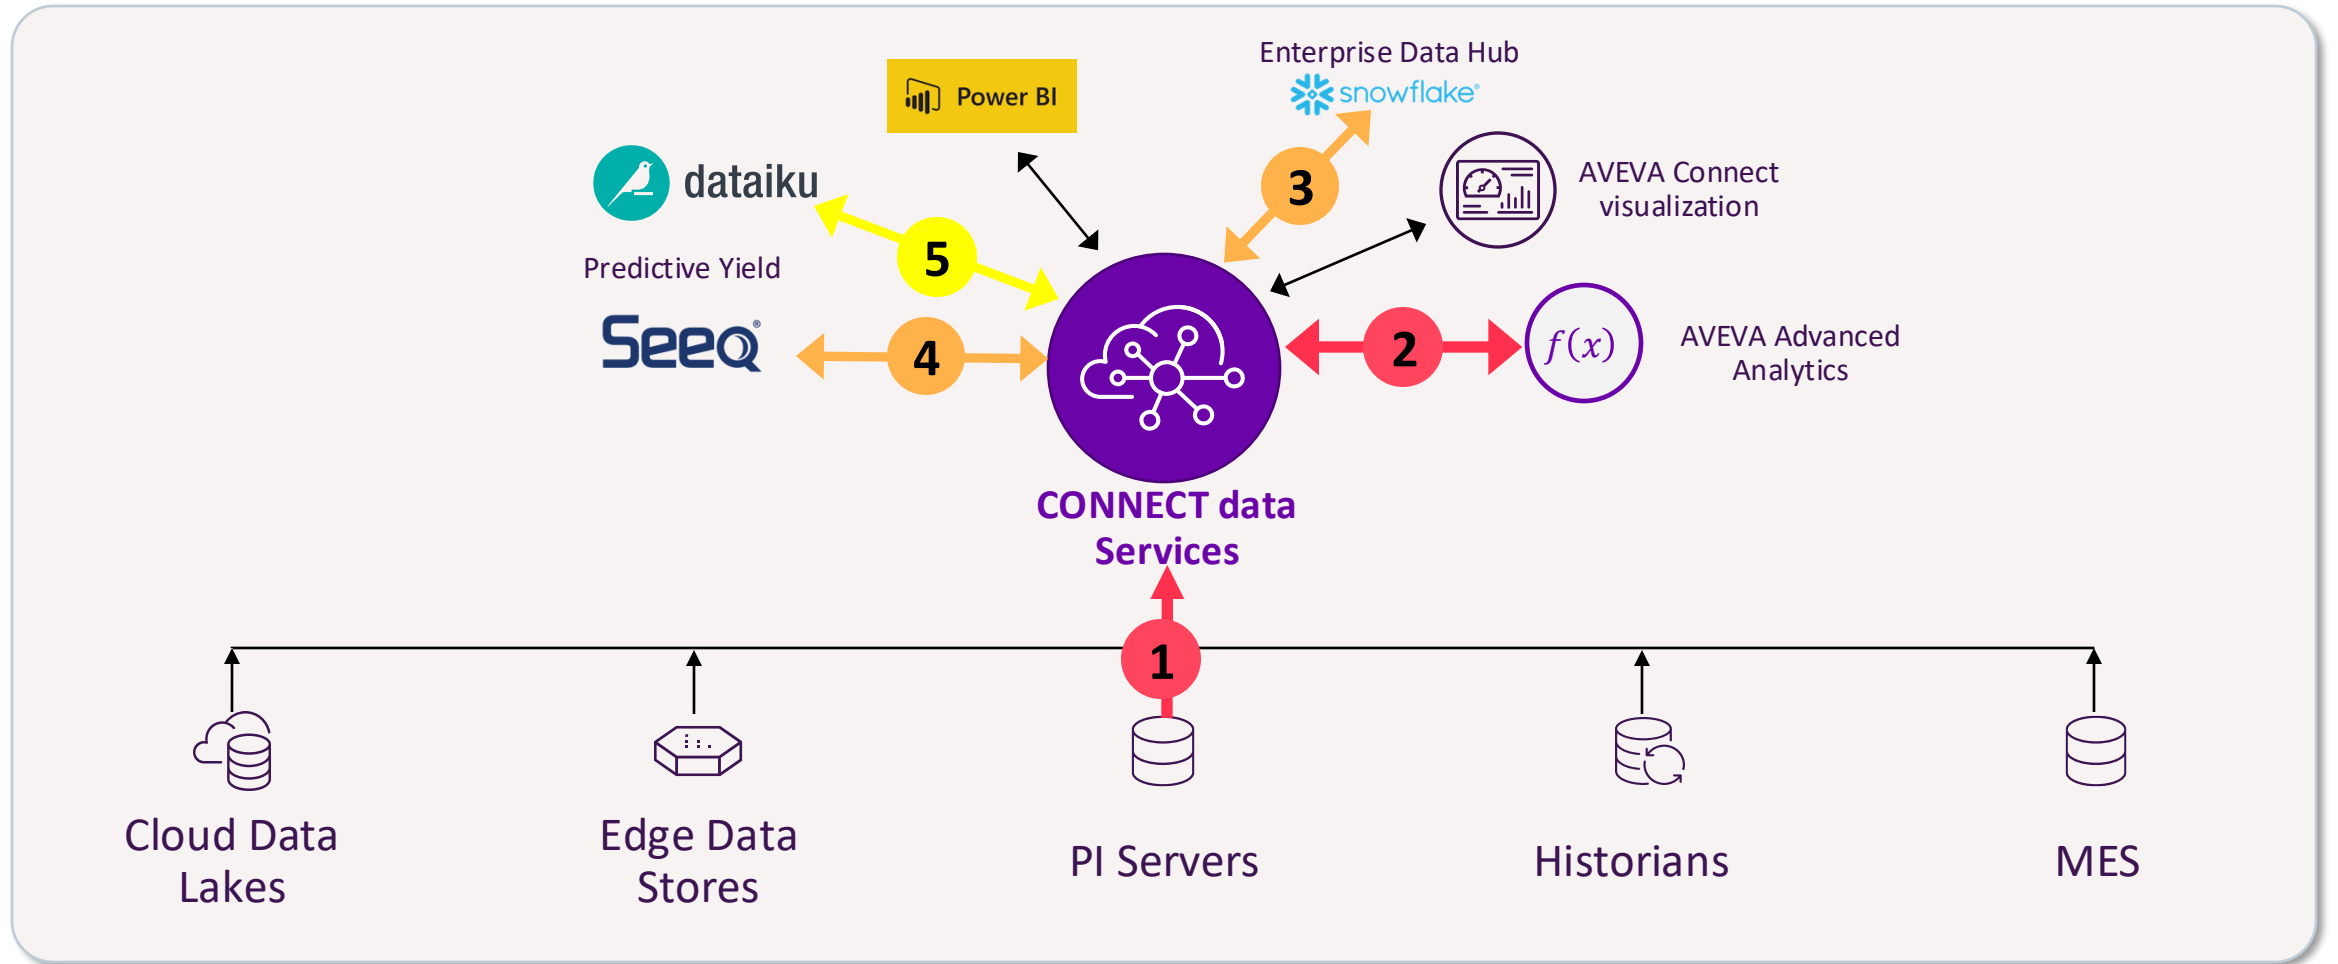 Enterprise Data Hub
snowflake®
Power BI
dataiku
3
AVEVA Connect
visualization
5
Predictive Yield
Seeq®
4
2
f(x)
AVEVA Advanced
Analytics
CONNECT data
Services
1
Cloud Data
Lakes
Edge Data
Stores
PI Servers
Historians
MES